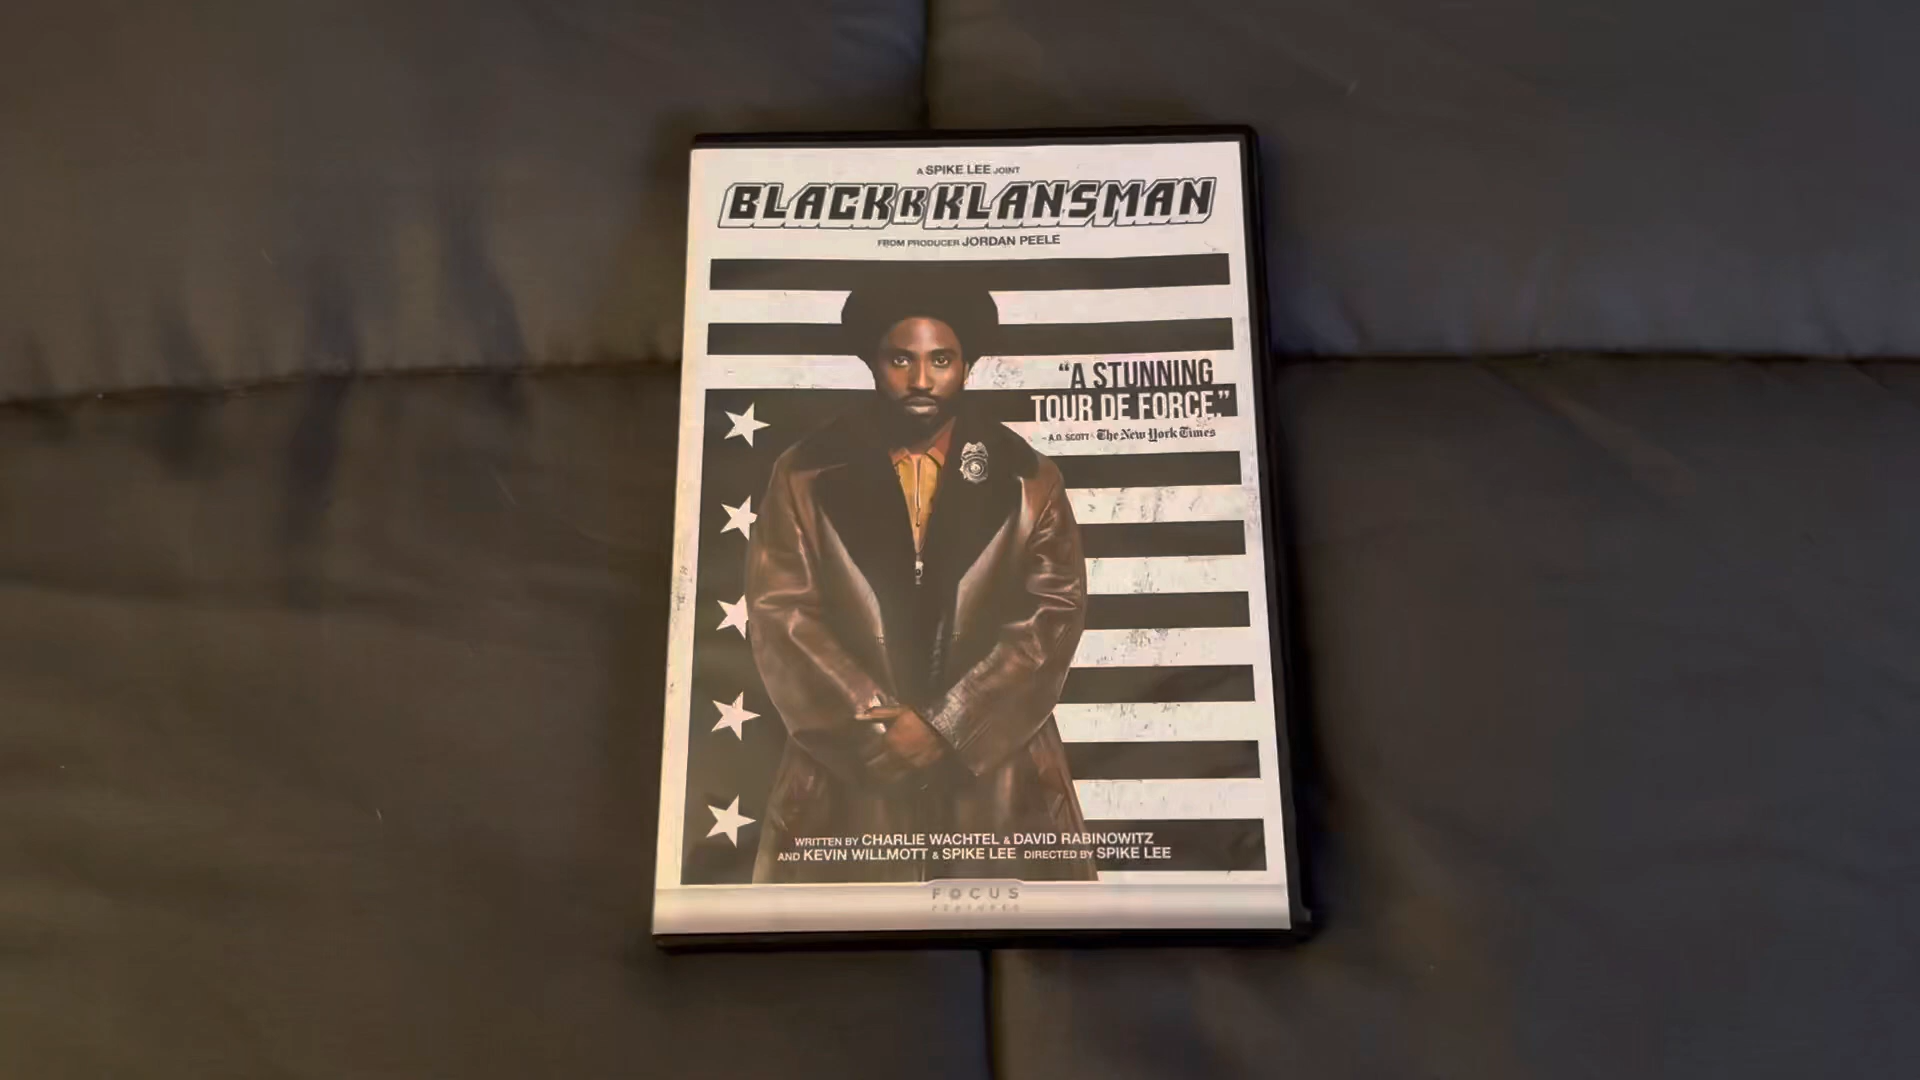 A SPIKE LEE JOINT
BLACKkKLANSMAN
FROM PRODUCER JORDAN PEELE
“A STUNNING
TOUR DE FORCE.”
- A.O. SCOTT The New York Times
WRITTEN BY CHARLIE WACHTEL & DAVID RABINOWITZ
AND KEVIN WILLMOTT & SPIKE LEE DIRECTED BY SPIKE LEE
FOCUS
FEATURES